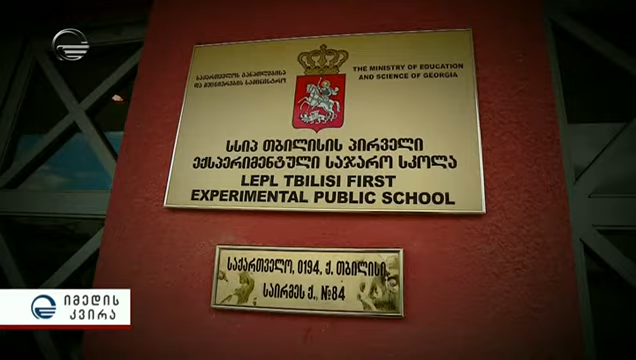 საქართველოს განათლებისა
და მეცნიერების სამინისტრო
THE MINISTRY OF EDUCATION
AND SCIENCE OF GEORGIA
სსიპ თბილისის პირველი
ექსპერიმენტული საჯარო სკოლა
LEPL TBILISI FIRST
EXPERIMENTAL PUBLIC SCHOOL
საქართველო, 0194, ქ. თბილისი
საირმეს ქ., №84
იმედის
კვირა